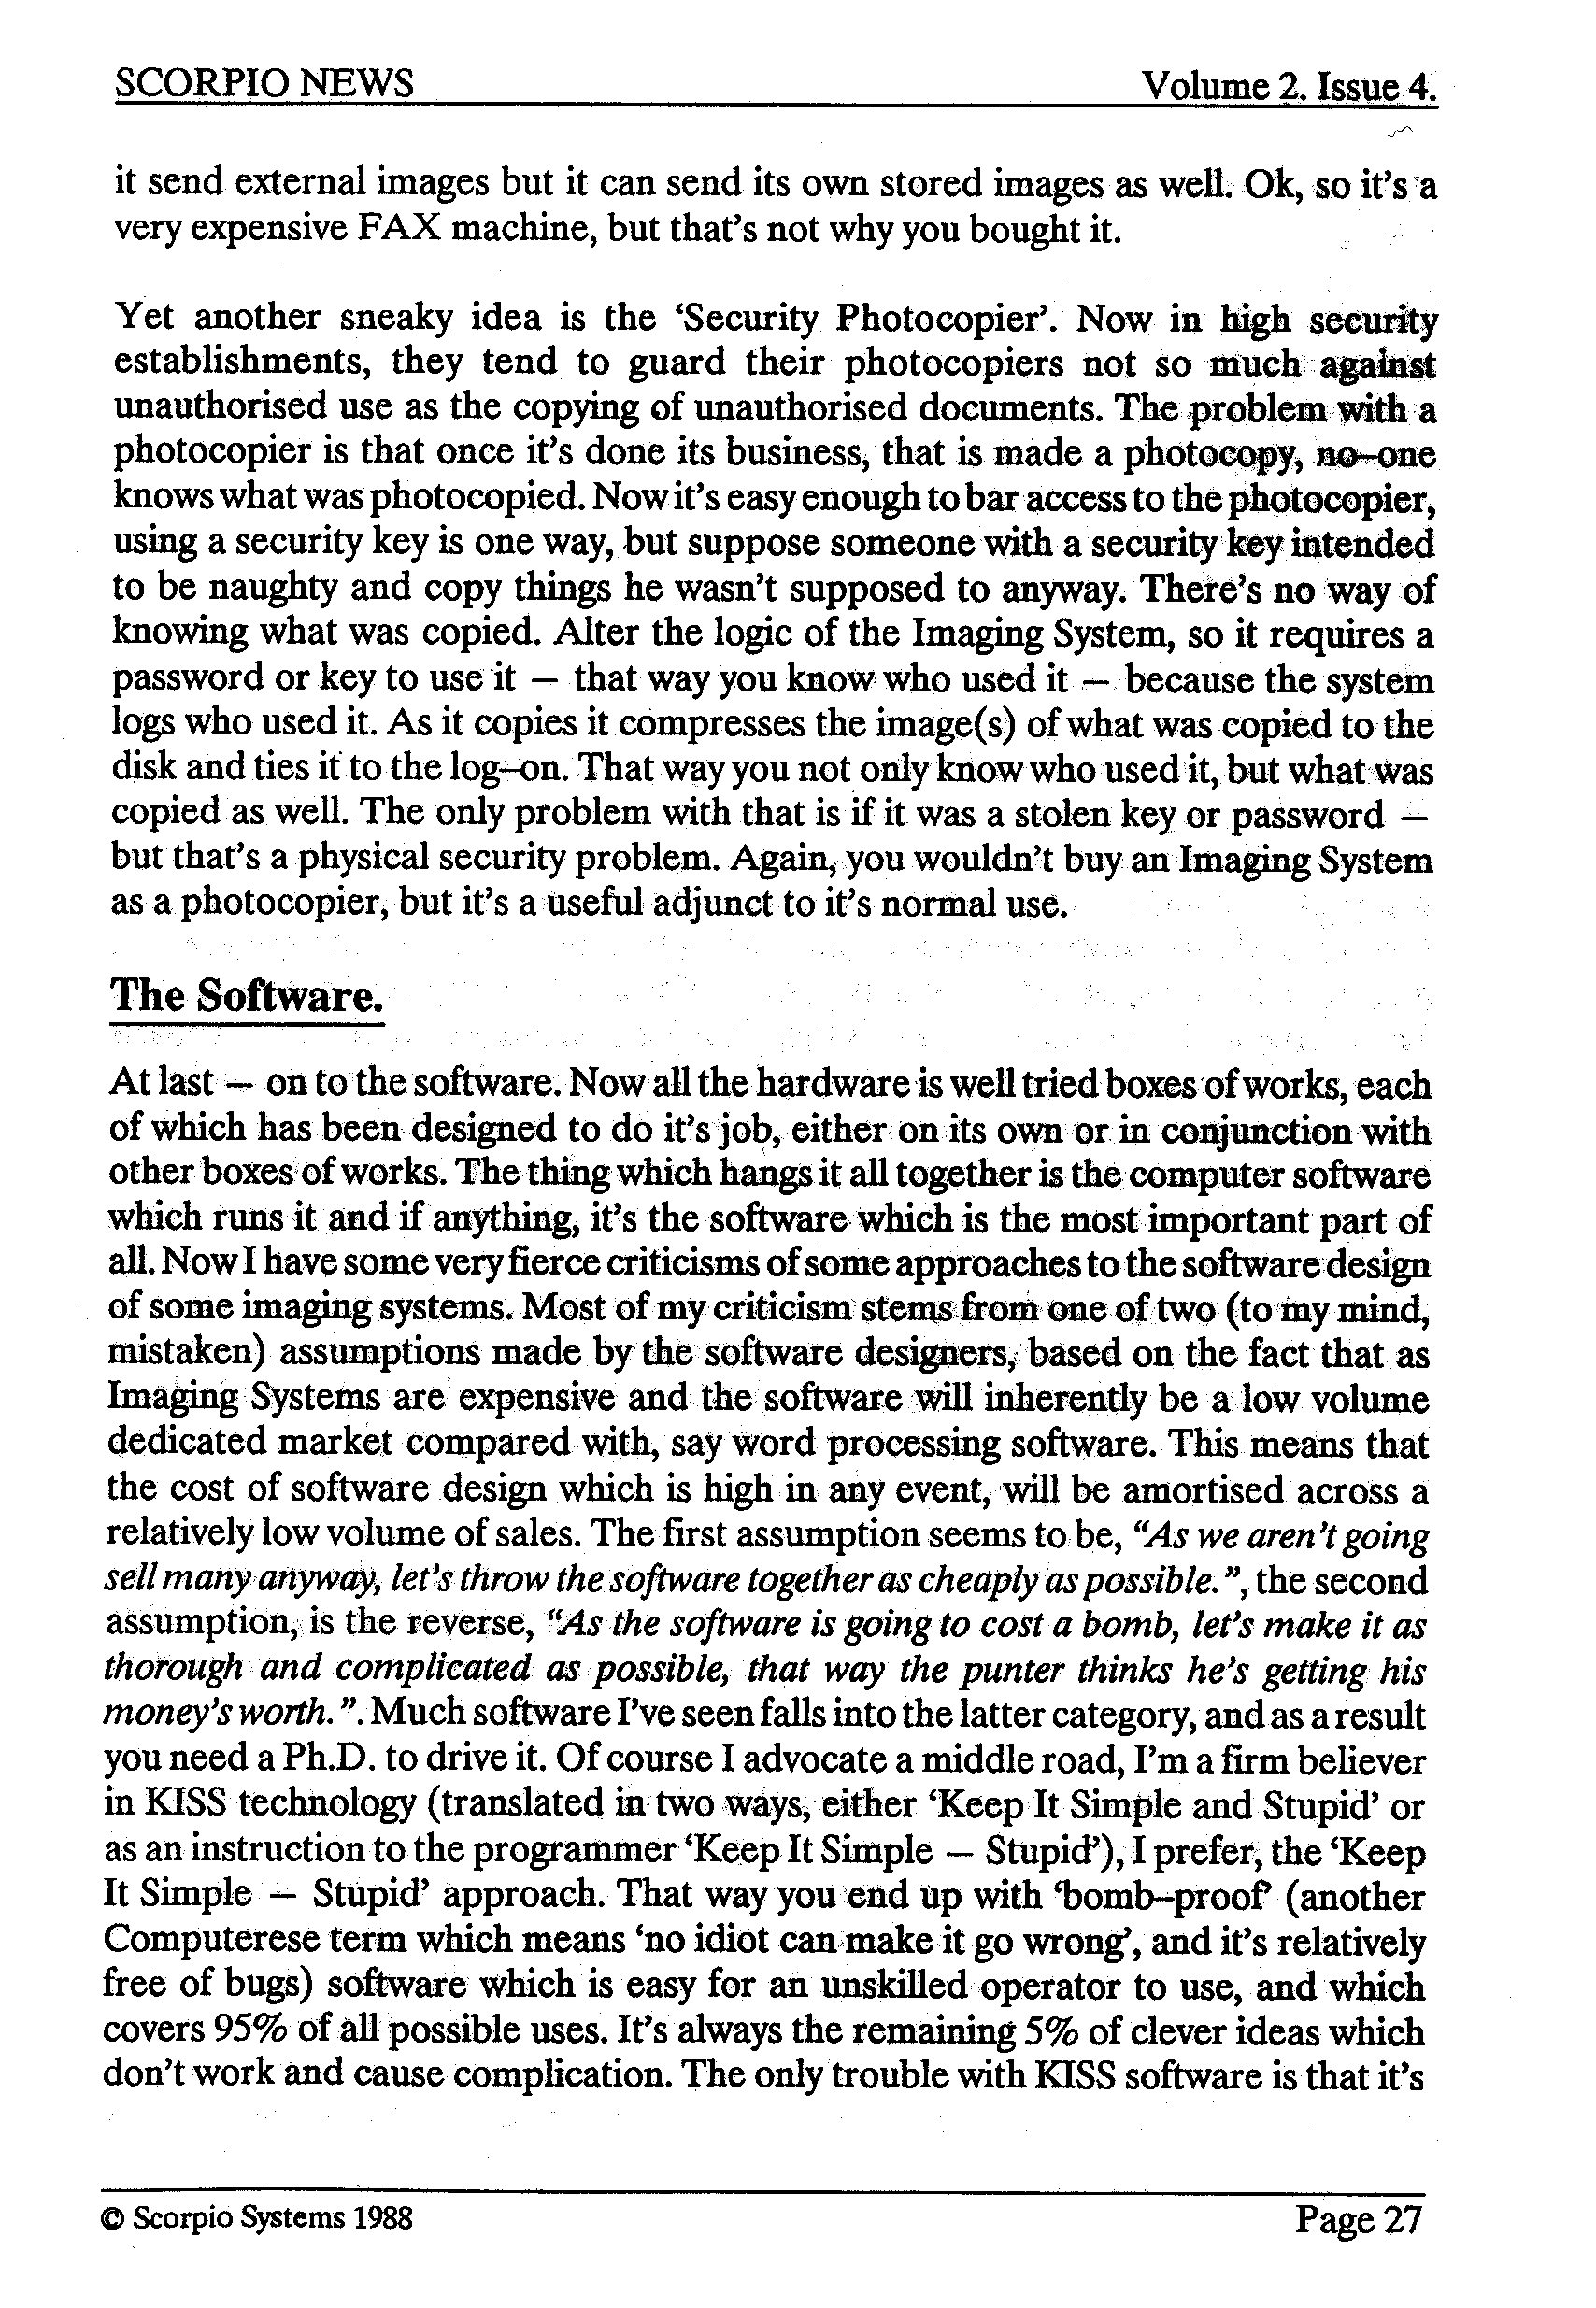 SCORPIO NEWS Volume 2. Issue 4.
it send external images but it can send its own stored images as well. Ok, so it's a
very expensive FAX machine, but that's not why you bought it.
Yet another sneaky idea is the ‘Security Photocopier’. Now in high security
establishments, they tend to guard their photocopiers not so much against
unauthorised use as the copying of unauthorised documents. The problem with a
photocopier is that once it's done its business, that is made a photocopy, no–one
knows what was photocopied. Now it's easy enough to bar access to the photocopier,
using a security key is one way, but suppose someone with a security key intended
to be naughty and copy things he wasn't supposed to anyway. There's no way of
knowing what was copied. Alter the logic of the Imaging System, so it requires a
password or key to use it — that way you know who used it — because the system
logs who used it. As it copies it compresses the image(s) of what was copied to the
disk and ties it to the log–on. That way you not only know who used it, but what was
copied as well. The only problem with that is if it was a stolen key or password —
but that's a physical security problem. Again, you wouldn't buy an Imaging System
as a photocopier, but it's a useful adjunct to it's normal use.
The Software.
At last — on to the software. Now all the hardware is well tried boxes of works, each
of which has been designed to do it's job, either on its own or in conjunction with
other boxes of works. The thing which hangs it all together is the computer software
which runs it and if anything, it's the software which is the most important part of
all. Now I have some very fierce criticisms of some approaches to the software design
of some imaging systems. Most of my criticism stems from one of two (to my mind,
mistaken) assumptions made by the software designers, based on the fact that as
Imaging Systems are expensive and the software will inherently be a low volume
dedicated market compared with, say word processing software. This means that
the cost of software design which is high in any event, will be amortised across a
relatively low volume of sales. The first assumption seems to be, “As we aren't going
sell many anyway, let's throw the software together as cheaply as possible.”, the second
assumption, is the reverse, “As the software is going to cost a bomb, let's make it as
thorough and complicated as possible, that way the punter thinks he's getting his
money's worth.”. Much software I've seen falls into the latter category, and as a result
you need a Ph.D. to drive it. Of course I advocate a middle road, I'm a firm believer
in KISS technology (translated in two ways, either ‘Keep It Simple and Stupid’ or
as an instruction to the programmer ‘Keep It Simple — Stupid’), I prefer, the ‘Keep
It Simple — Stupid’ approach. That way you end up with ‘bomb–proof’ (another
Computerese term which means ‘no idiot can make it go wrong’, and it's relatively
free of bugs) software which is easy for an unskilled operator to use, and which
covers 95% of all possible uses. It's always the remaining 5% of clever ideas which
don't work and cause complication. The only trouble with KISS software is that it's
© Scorpio Systems 1988 Page 27